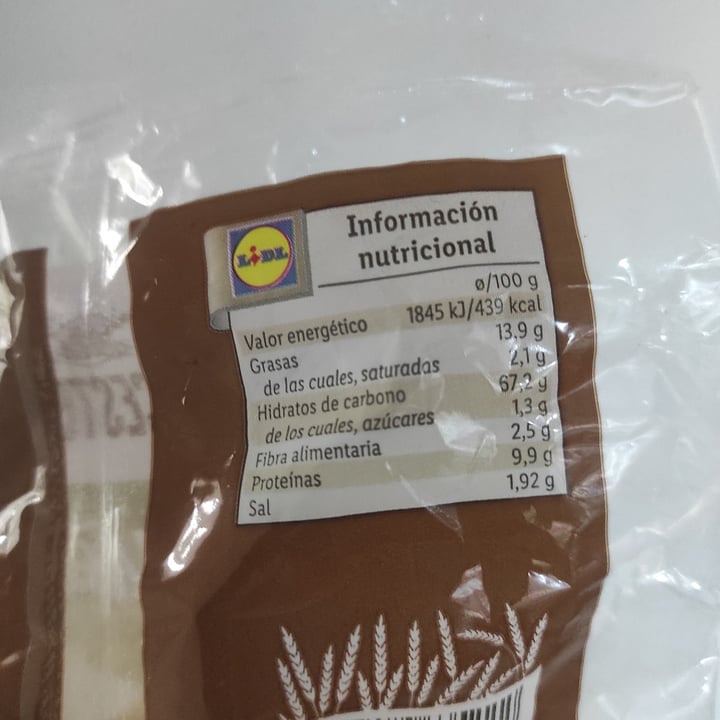 LIDL
Información
nutricional
ø/100 g
Valor energético 1845 kJ/439 kcal
Grasas 13,9 g
de las cuales, saturadas 2,1 g
Hidratos de carbono 67,2 g
de los cuales, azúcares 1,3 g
Fibra alimentaria 2,5 g
Proteínas 9,9 g
Sal 1,92 g